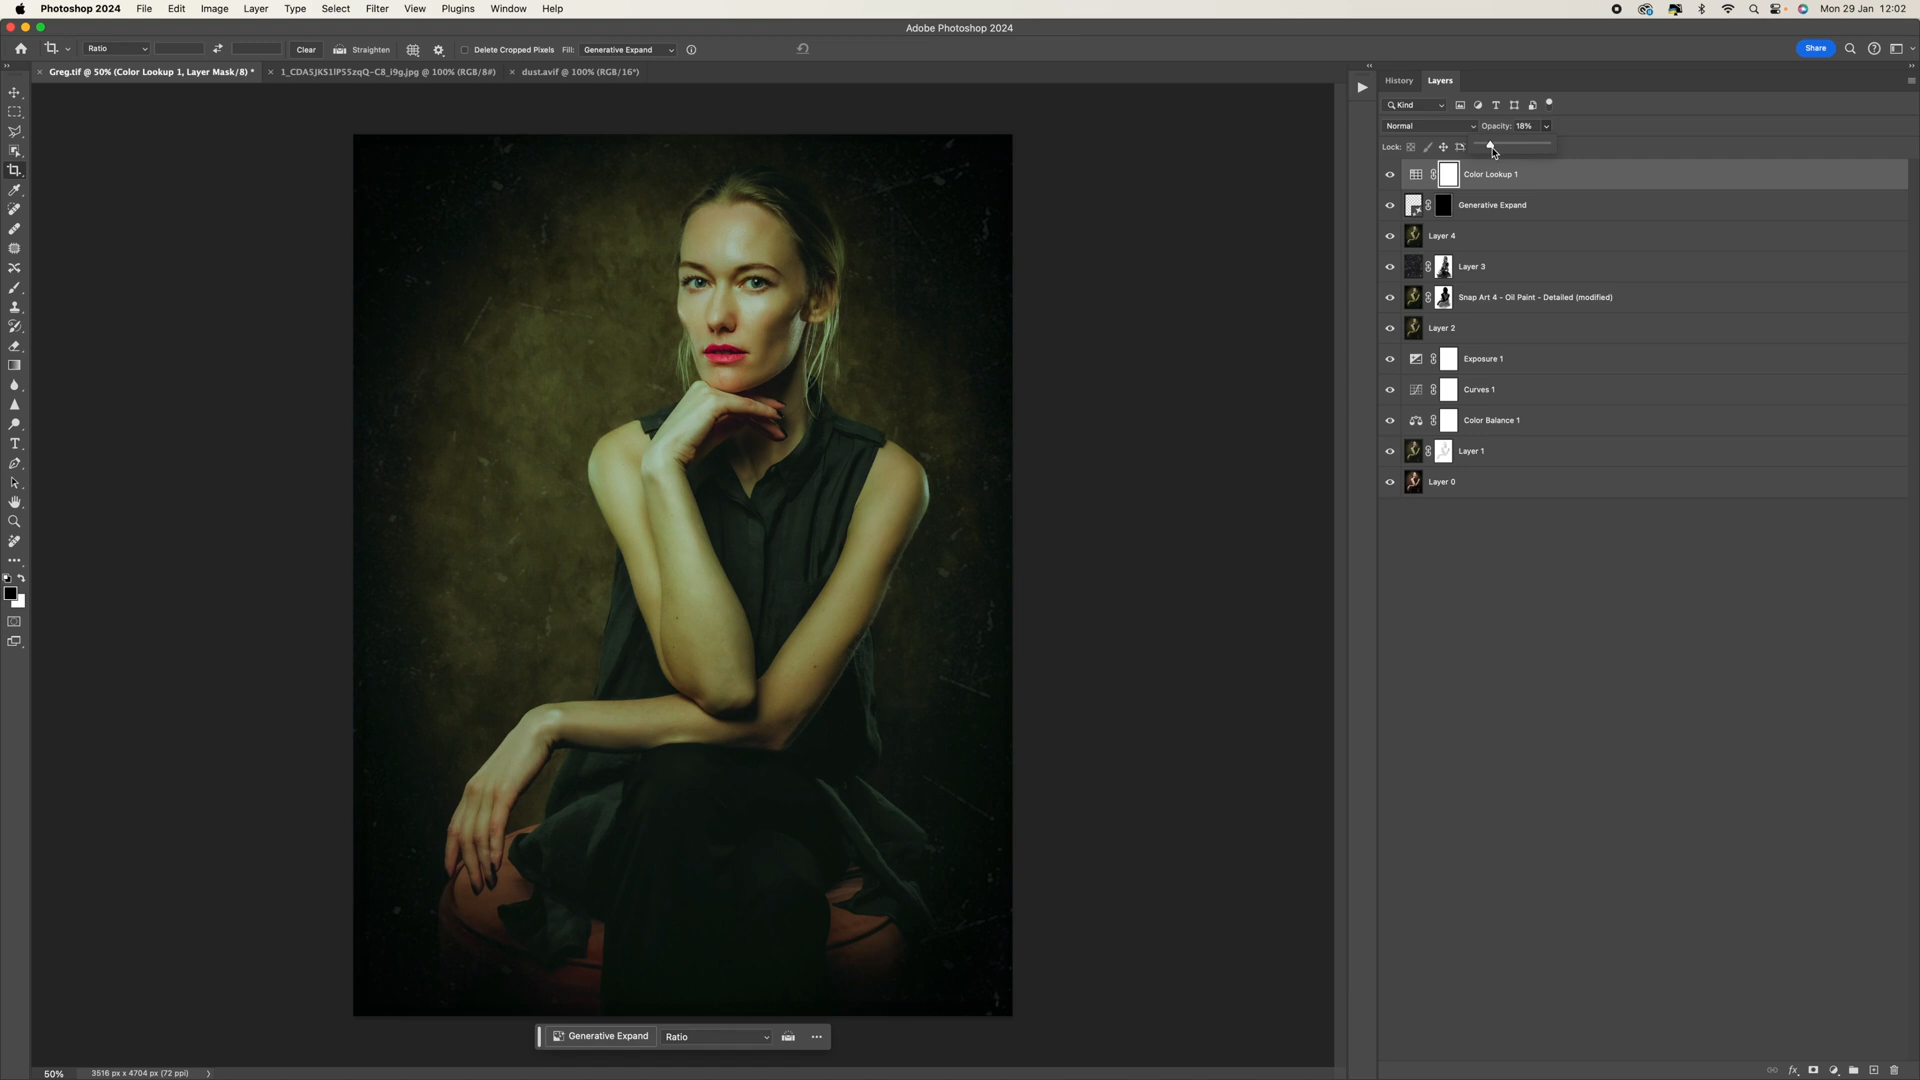 Photoshop 2024 File Edit Image Layer Type Select Filter View Plugins Window Help Mon 29 Jan 12:02
Adobe Photoshop 2024
Ratio Clear Straighten Delete Cropped Pixels Fill: Generative Expand Share
Greg.tif @ 50% (Color Lookup 1, Layer Mask/8) * 1_CDA5JKS1IP55zqQ-C8_i9g.jpg @ 100% (RGB/8#) dust.avif @ 100% (RGB/16*)
History Layers
Kind
Normal Opacity: 18%
Lock:
Color Lookup 1
Generative Expand
Layer 4
Layer 3
Snap Art 4 - Oil Paint - Detailed (modified)
Layer 2
Exposure 1
Curves 1
Color Balance 1
Layer 1
Layer 0
Generative Expand Ratio
50% 3516 px x 4704 px (72 ppi)